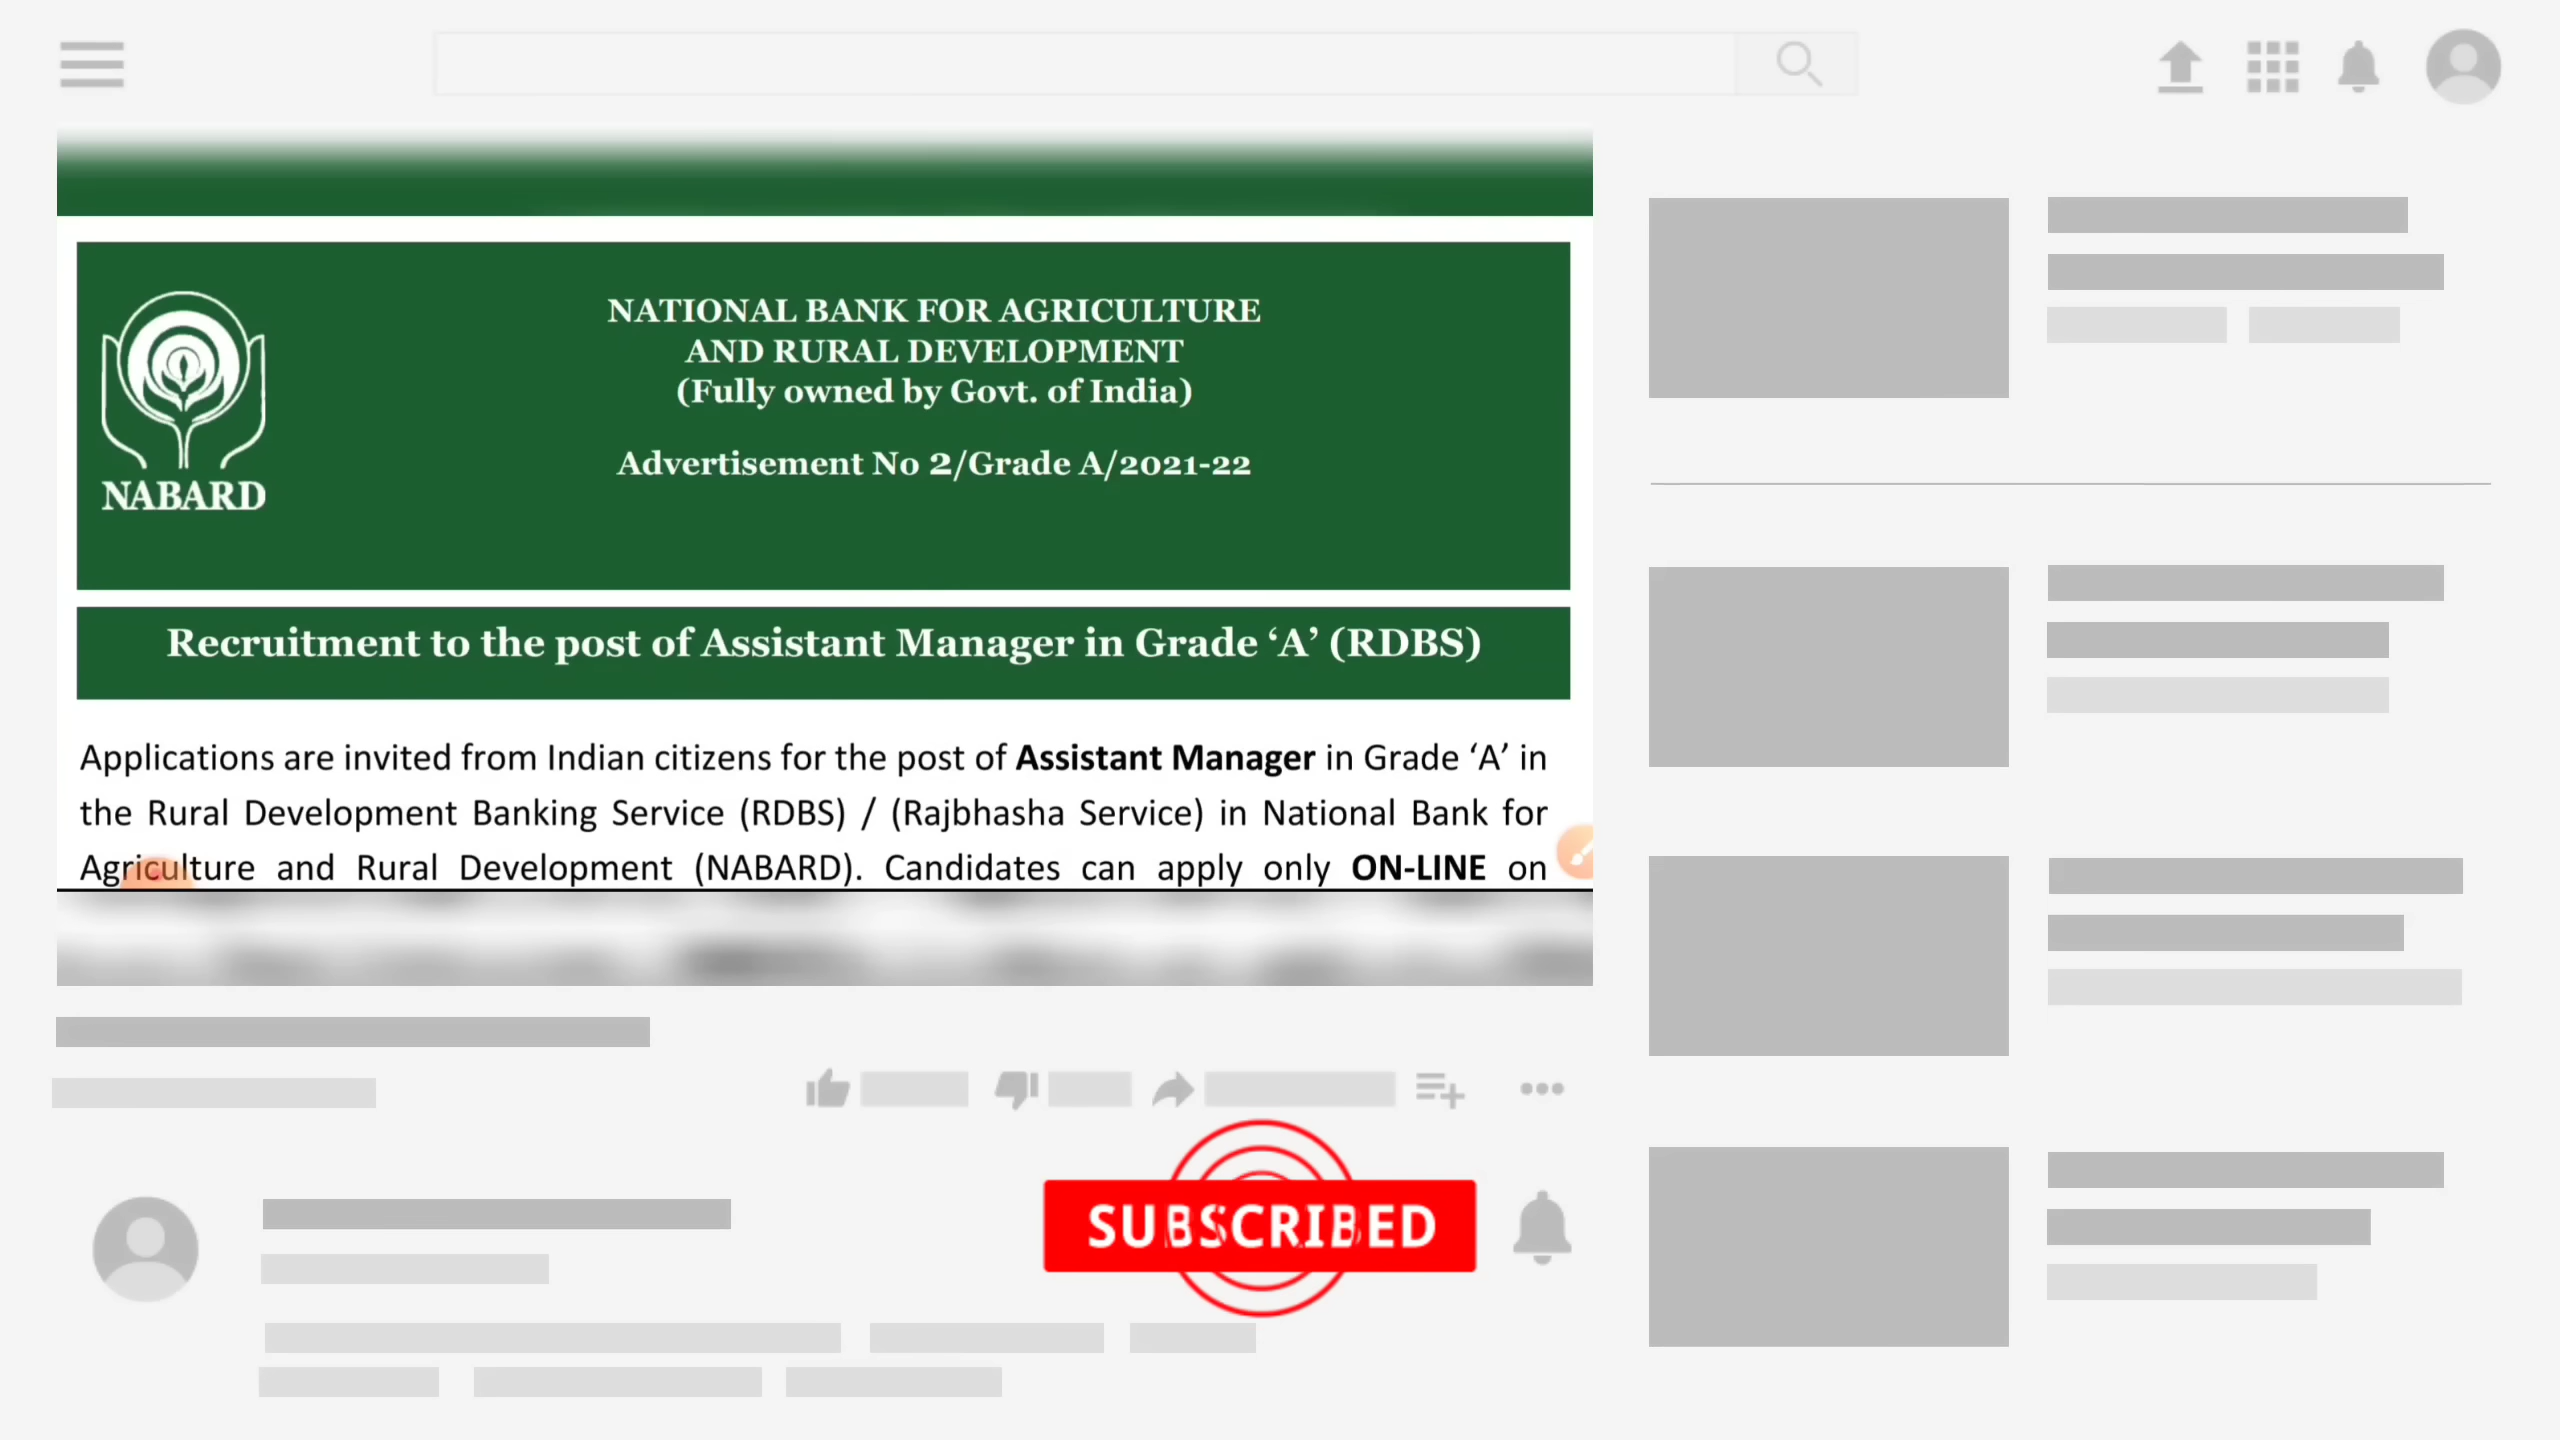 NATIONAL BANK FOR AGRICULTURE
AND RURAL DEVELOPMENT
(Fully owned by Govt. of India)
Advertisement No 2/Grade A/2021-22
NABARD
Recruitment to the post of Assistant Manager in Grade ‘A’ (RDBS)
Applications are invited from Indian citizens for the post of Assistant Manager in Grade ‘A’ in
the Rural Development Banking Service (RDBS) / (Rajbhasha Service) in National Bank for
Agriculture and Rural Development (NABARD). Candidates can apply only ON-LINE on
SUBSCRIBED